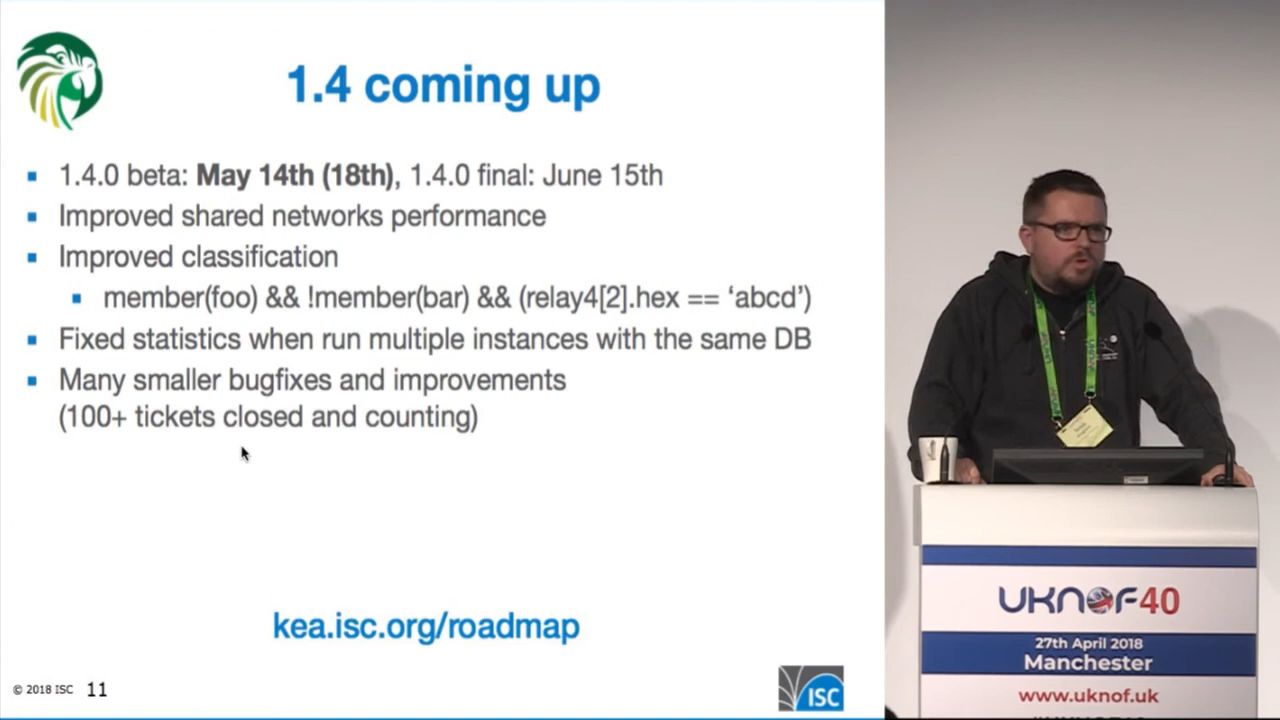 1.4 coming up
1.4.0 beta: May 14th (18th), 1.4.0 final: June 15th
Improved shared networks performance
Improved classification
member(foo) && !member(bar) && (relay4[2].hex == ‘abcd’)
Fixed statistics when run multiple instances with the same DB
Many smaller bugfixes and improvements
(100+ tickets closed and counting)
kea.isc.org/roadmap
© 2018 ISC 11
ISC
UKNOF40
27th April 2018
Manchester
www.uknof.uk